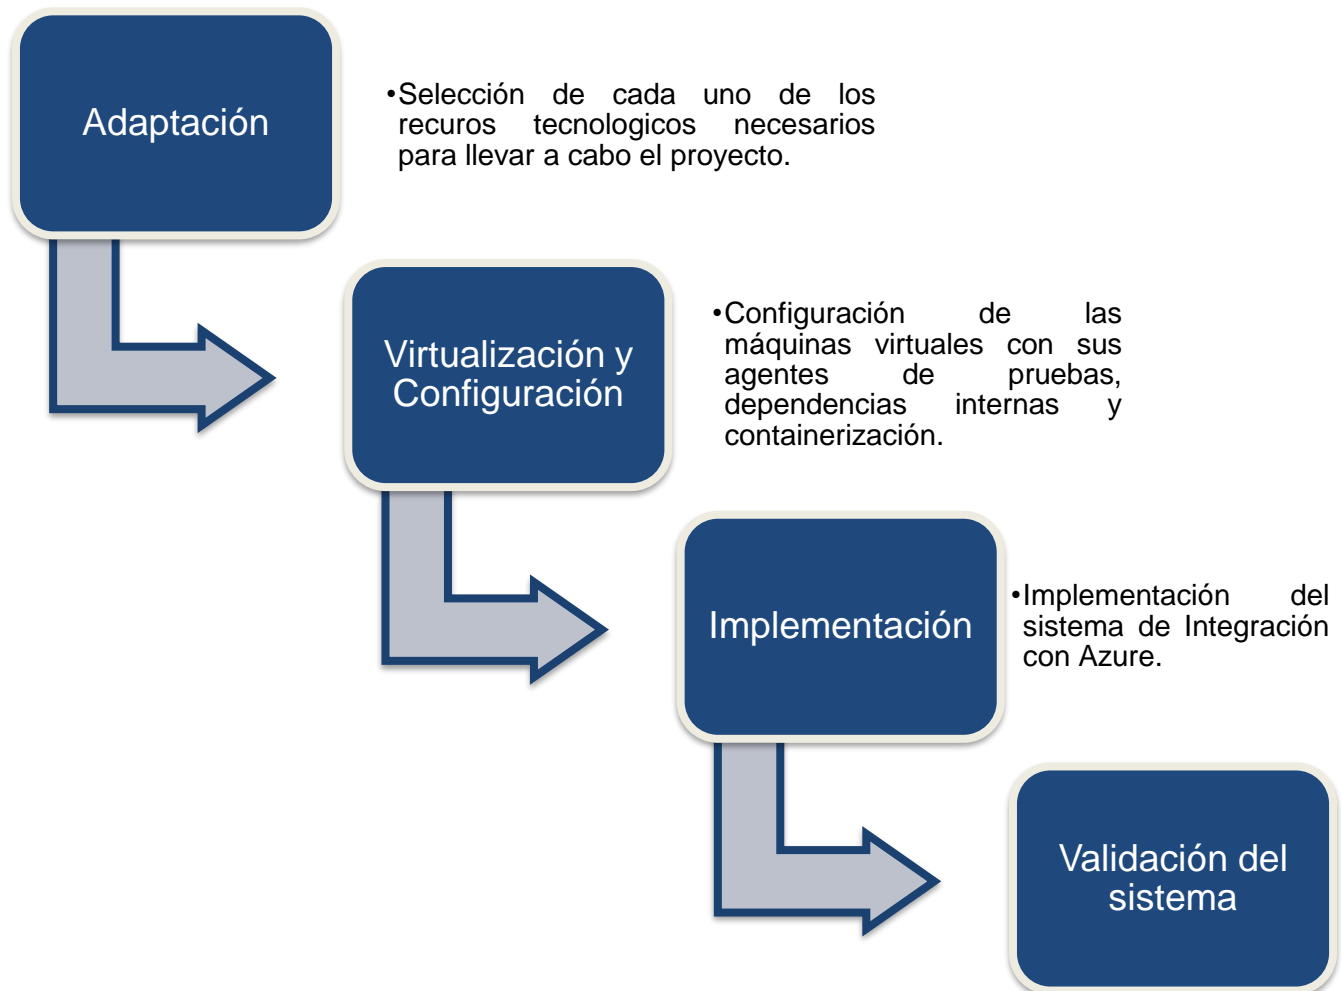 Adaptación
•Selección de cada uno de los
recuros tecnologicos necesarios
para llevar a cabo el proyecto.
Virtualización y
Configuración
•Configuración de las
máquinas virtuales con sus
agentes de pruebas,
dependencias internas y
containerización.
Implementación
•Implementación del
sistema de Integración
con Azure.
Validación del
sistema